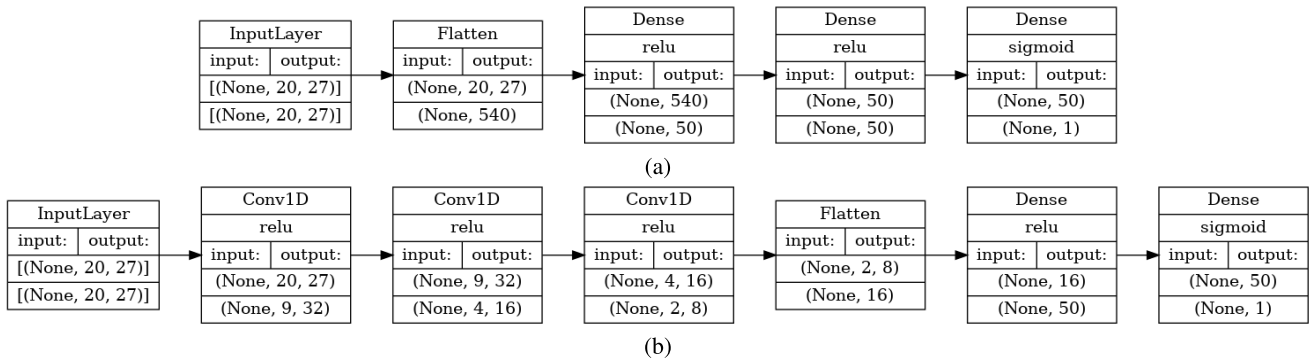 InputLayer
input: output:
[(None, 20, 27)]
[(None, 20, 27)]
Flatten
input: output:
(None, 20, 27)
(None, 540)
Dense
relu
input: output:
(None, 540)
(None, 50)
Dense
relu
input: output:
(None, 50)
(None, 50)
Dense
sigmoid
input: output:
(None, 50)
(None, 1)
(a)
InputLayer
input: output:
[(None, 20, 27)]
[(None, 20, 27)]
Conv1D
relu
input: output:
(None, 20, 27)
(None, 9, 32)
Conv1D
relu
input: output:
(None, 9, 32)
(None, 4, 16)
Conv1D
relu
input: output:
(None, 4, 16)
(None, 2, 8)
Flatten
input: output:
(None, 2, 8)
(None, 16)
Dense
relu
input: output:
(None, 16)
(None, 50)
Dense
sigmoid
input: output:
(None, 50)
(None, 1)
(b)